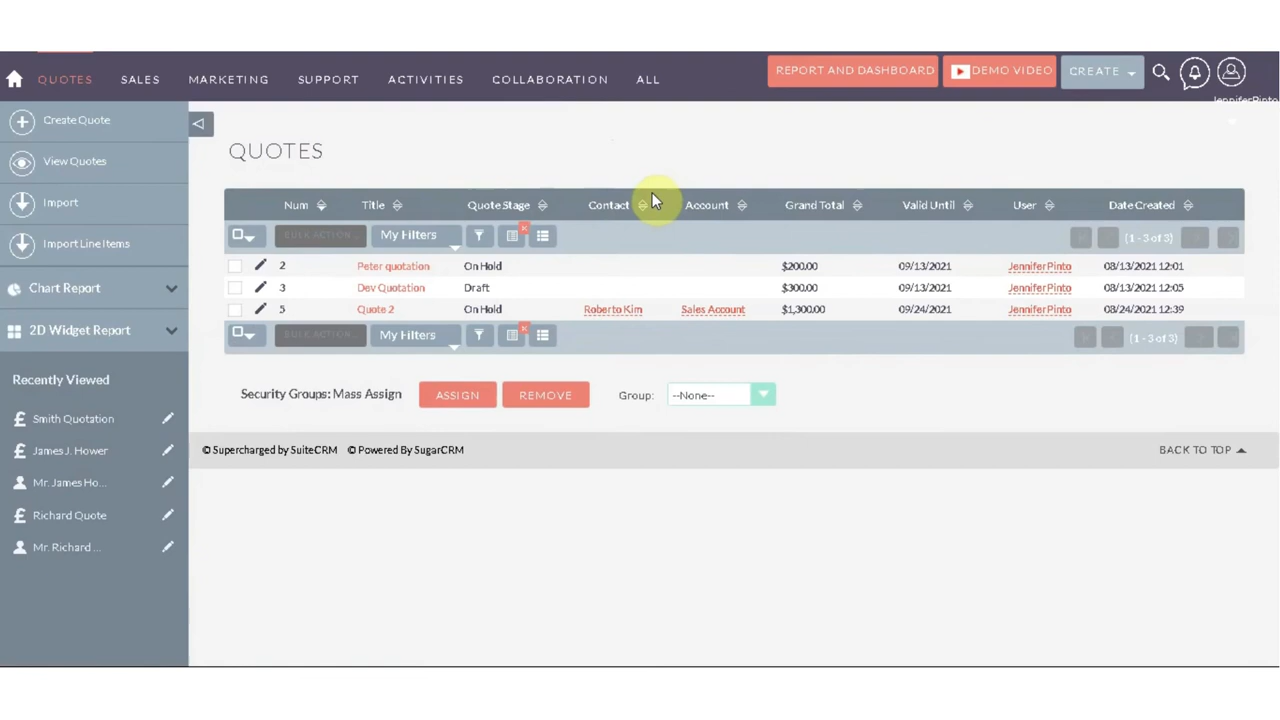 QUOTES SALES MARKETING SUPPORT ACTIVITIES COLLABORATION ALL REPORT AND DASHBOARD DEMO VIDEO CREATE
JenniferPinto
Create Quote
View Quotes
Import
Import Line Items
Chart Report
2D Widget Report
Recently Viewed
Smith Quotation
James J. Hower
Mr. James Ho...
Richard Quote
Mr. Richard ...
QUOTES
Num Title Quote Stage Contact Account Grand Total Valid Until User Date Created
BULK ACTION... My Filters (1 - 3 of 3)
2 Peter quotation On Hold $200.00 09/13/2021 JenniferPinto 08/13/2021 12:01
3 Dev Quotation Draft $300.00 09/13/2021 JenniferPinto 08/13/2021 12:05
5 Quote 2 On Hold Roberto Kim Sales Account $1,300.00 09/24/2021 JenniferPinto 08/24/2021 12:39
BULK ACTION... My Filters (1 - 3 of 3)
Security Groups: Mass Assign ASSIGN REMOVE Group: --None--
© Supercharged by SuiteCRM © Powered By SugarCRM BACK TO TOP